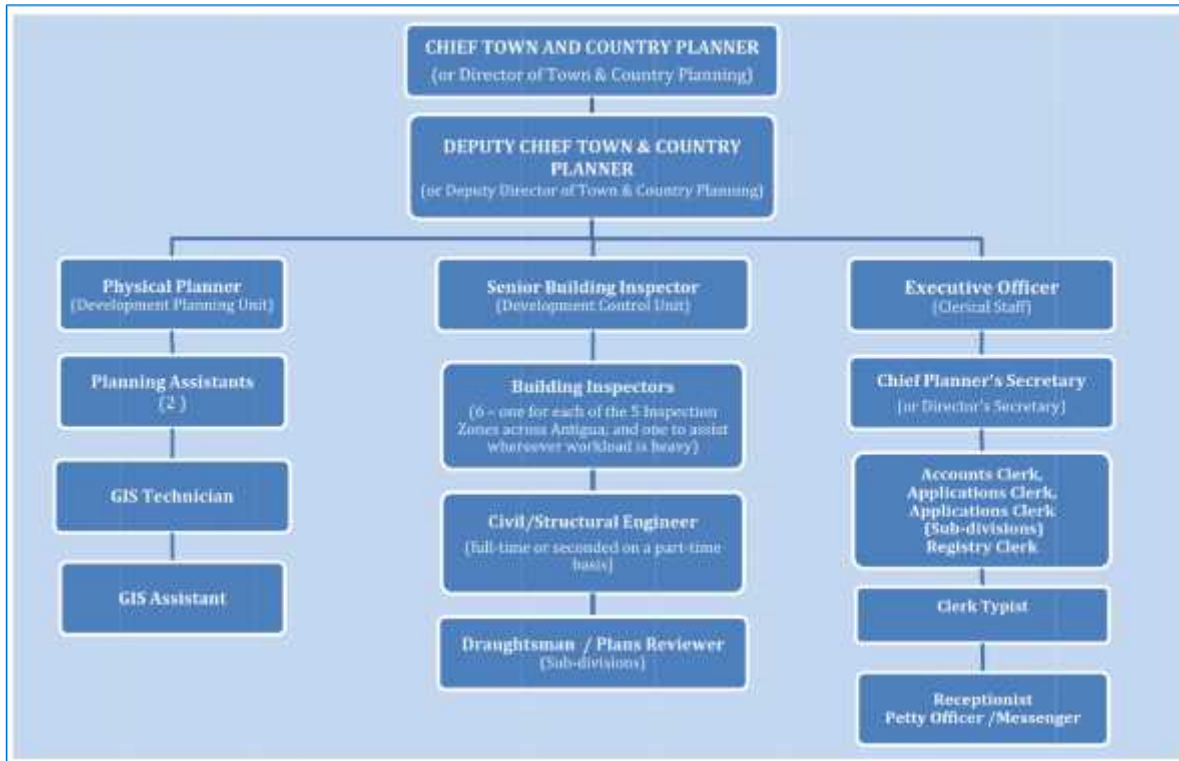 CHIEF TOWN AND COUNTRY PLANNER
(or Director of Town & Country Planning)
DEPUTY CHIEF TOWN & COUNTRY
PLANNER
(or Deputy Director of Town & Country Planning)
Physical Planner
(Development Planning Unit)
Planning Assistants
(2 )
GIS Technician
GIS Assistant
Senior Building Inspector
(Development Control Unit)
Building Inspectors
(6 – one for each of the 5 Inspection
Zones across Antigua, and one to assist
whereever workload is heavy)
Civil/Structural Engineer
(full-time or seconded on a part-time
basis)
Draughtsman / Plans Reviewer
(Sub-divisions)
Executive Officer
(Clerical Staff)
Chief Planner's Secretary
(or Director's Secretary)
Accounts Clerk,
Applications Clerk,
Applications Clerk
(Sub-divisions)
Registry Clerk
Clerk Typist
Receptionist
Petty Officer /Messenger